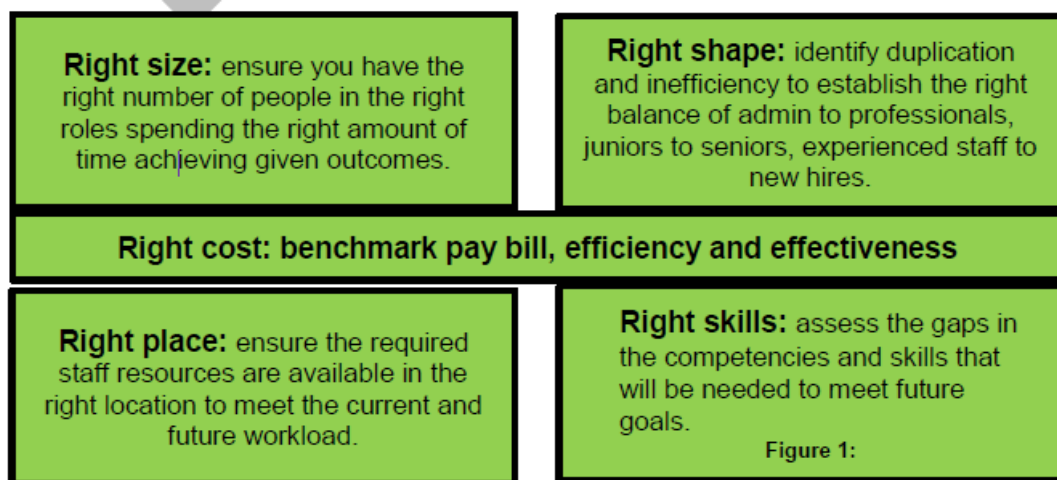 Right size: ensure you have the
right number of people in the right
roles spending the right amount of
time achieving given outcomes.
Right shape: identify duplication
and inefficiency to establish the right
balance of admin to professionals,
juniors to seniors, experienced staff to
new hires.
Right cost: benchmark pay bill, efficiency and effectiveness
Right place: ensure the required
staff resources are available in the
right location to meet the current and
future workload.
Right skills: assess the gaps in
the competencies and skills that
will be needed to meet future
goals.
Figure 1: